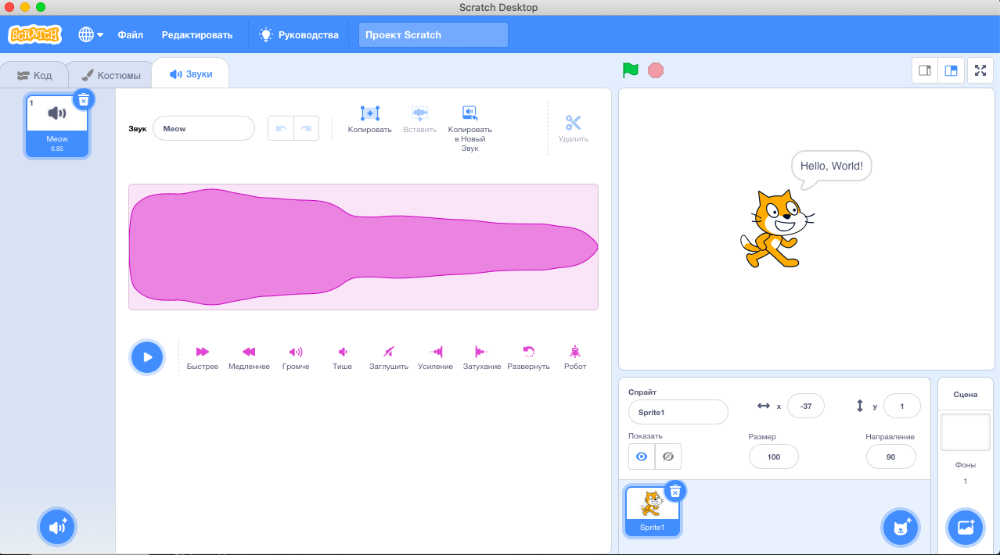 Scratch Desktop
SCRATCH
Файл
Редактировать
Руководства
Проект Scratch
Код
Костюмы
Звуки
1
Meow
0.85
Звук
Meow
Копировать
Вставить
Копировать
в Новый
Звук
Удалить
Быстрее
Медленнее
Громче
Тише
Заглушить
Усиление
Затухание
Развернуть
Робот
Hello, World!
Спрайт
Sprite1
x
-37
y
1
Показать
Размер
100
Направление
90
Sprite1
Сцена
Фоны
1